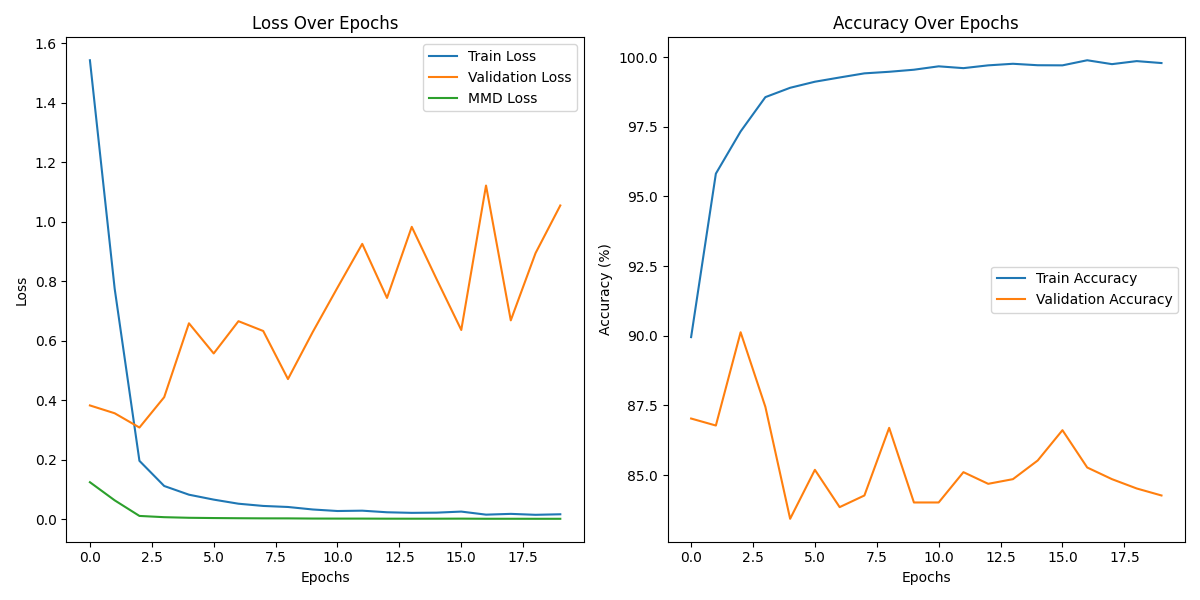 Loss Over Epochs
Train Loss
Validation Loss
MMD Loss
1.6
1.4
1.2
1.0
0.8
0.6
0.4
0.2
0.0
Loss
0.0 2.5 5.0 7.5 10.0 12.5 15.0 17.5
Epochs
Accuracy Over Epochs
100.0
97.5
95.0
92.5
90.0
87.5
85.0
Accuracy (%)
Train Accuracy
Validation Accuracy
0.0 2.5 5.0 7.5 10.0 12.5 15.0 17.5
Epochs